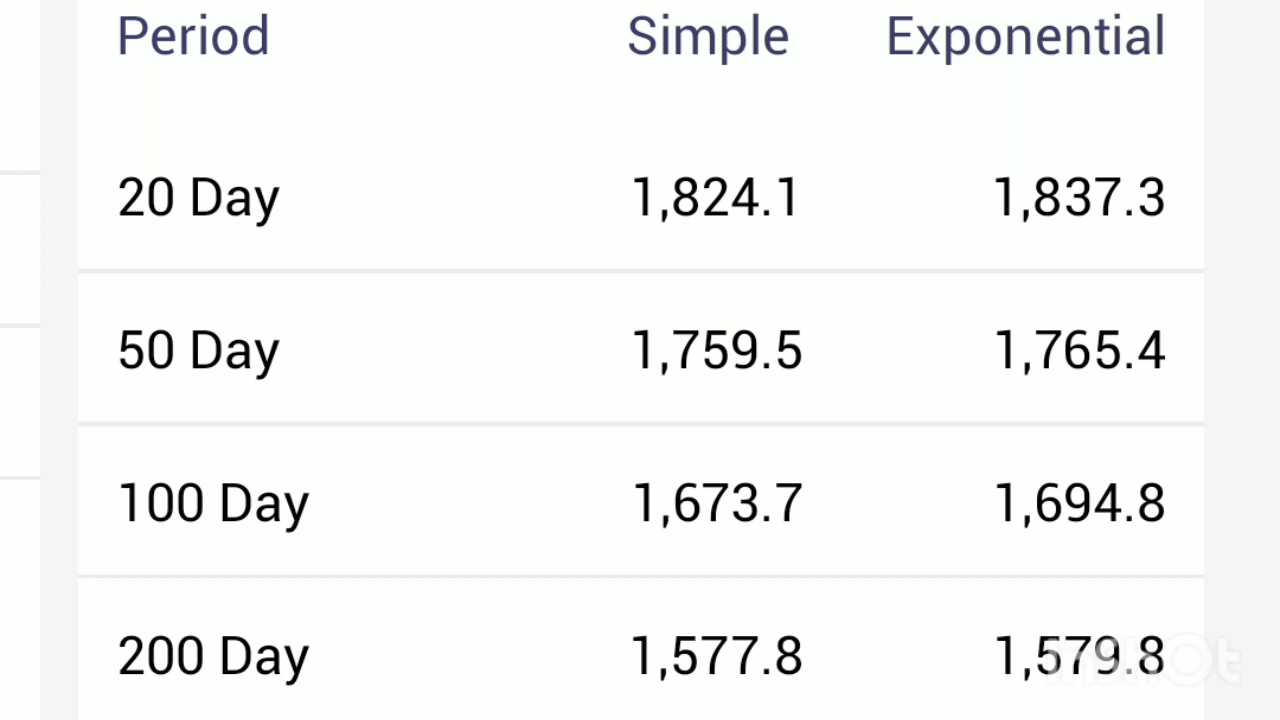 Period Simple Exponential
20 Day 1,824.1 1,837.3
50 Day 1,759.5 1,765.4
100 Day 1,673.7 1,694.8
200 Day 1,577.8 1,579.8
InShOt